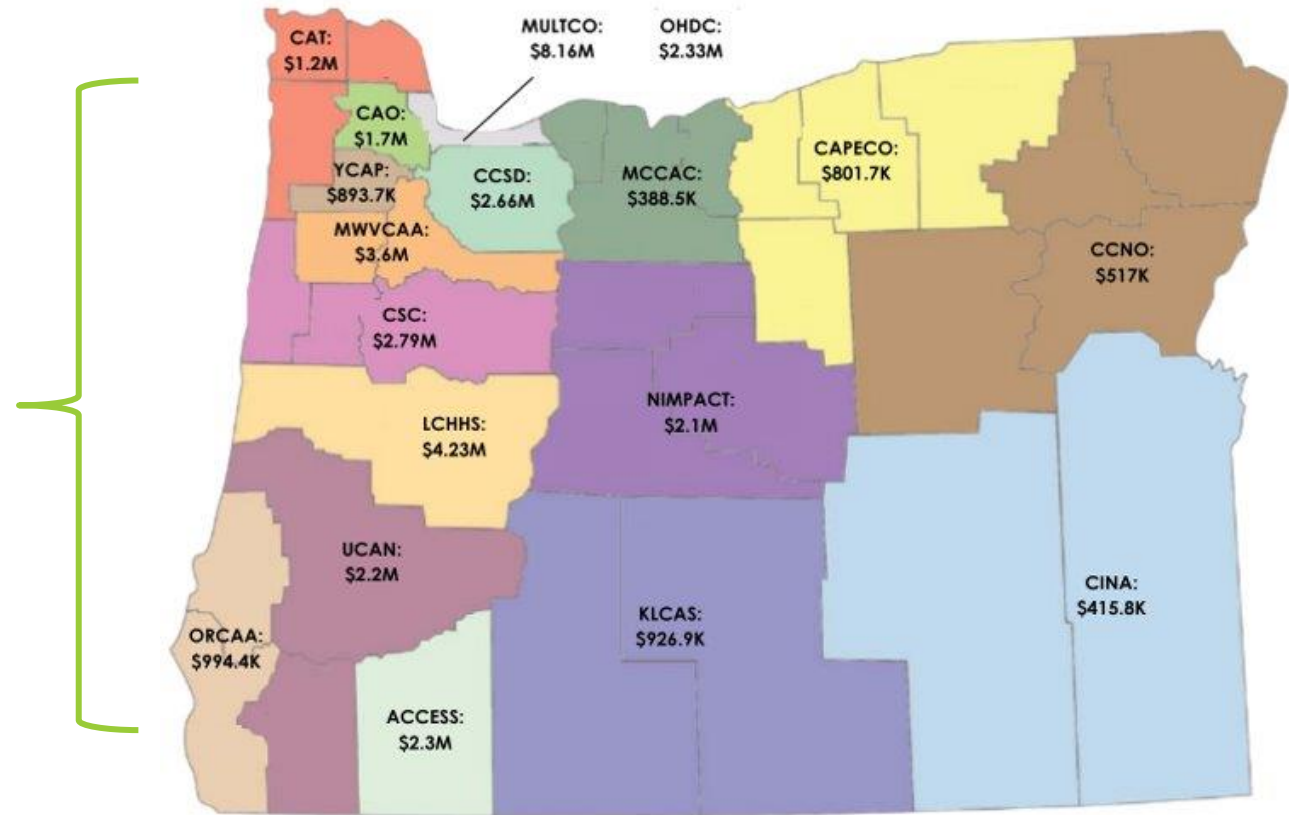 MULTCO:
$8.16M
OHDC:
$2.33M
CAT:
$1.2M
CAO:
$1.7M
YCAP:
$893.7K
CCSD:
$2.66M
MCCAC:
$388.5K
CAPECO:
$801.7K
MWVCAA:
$3.6M
CCNO:
$517K
CSC:
$2.79M
NIMPACT:
$2.1M
LCHHS:
$4.23M
UCAN:
$2.2M
CINA:
$415.8K
KLCAS:
$926.9K
ORCAA:
$994.4K
ACCESS:
$2.3M